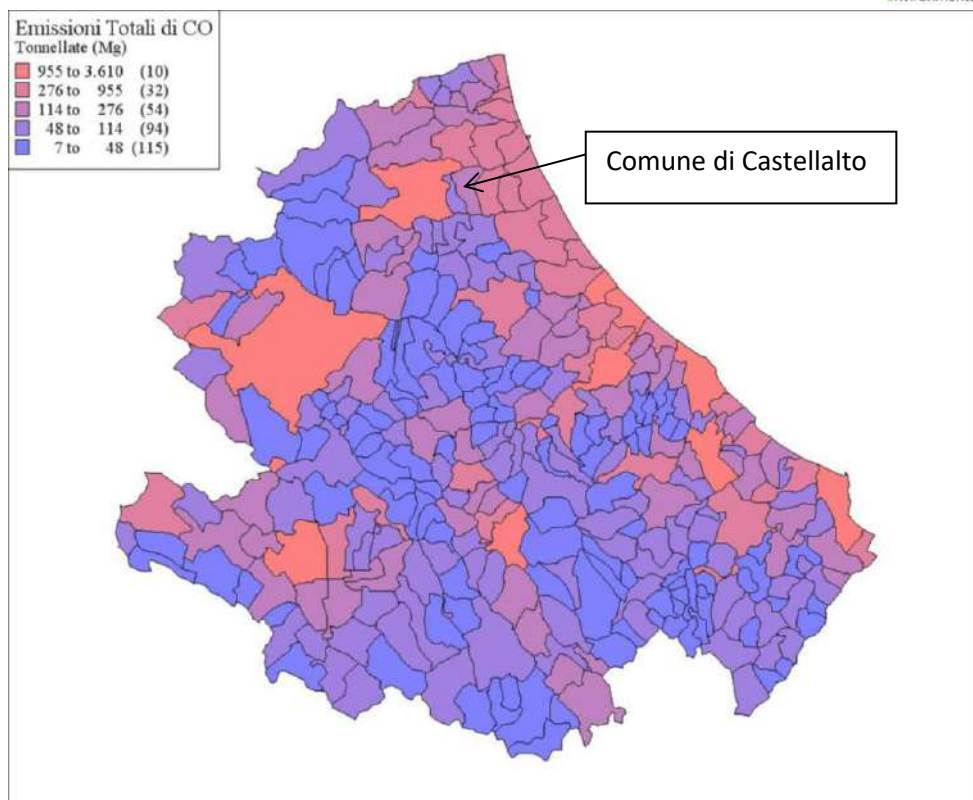 Emissioni Totali di CO
Tonnellate (Mg)
955 to 3.610 (10)
276 to 955 (32)
114 to 276 (54)
48 to 114 (94)
7 to 48 (115)
Comune di Castellalto